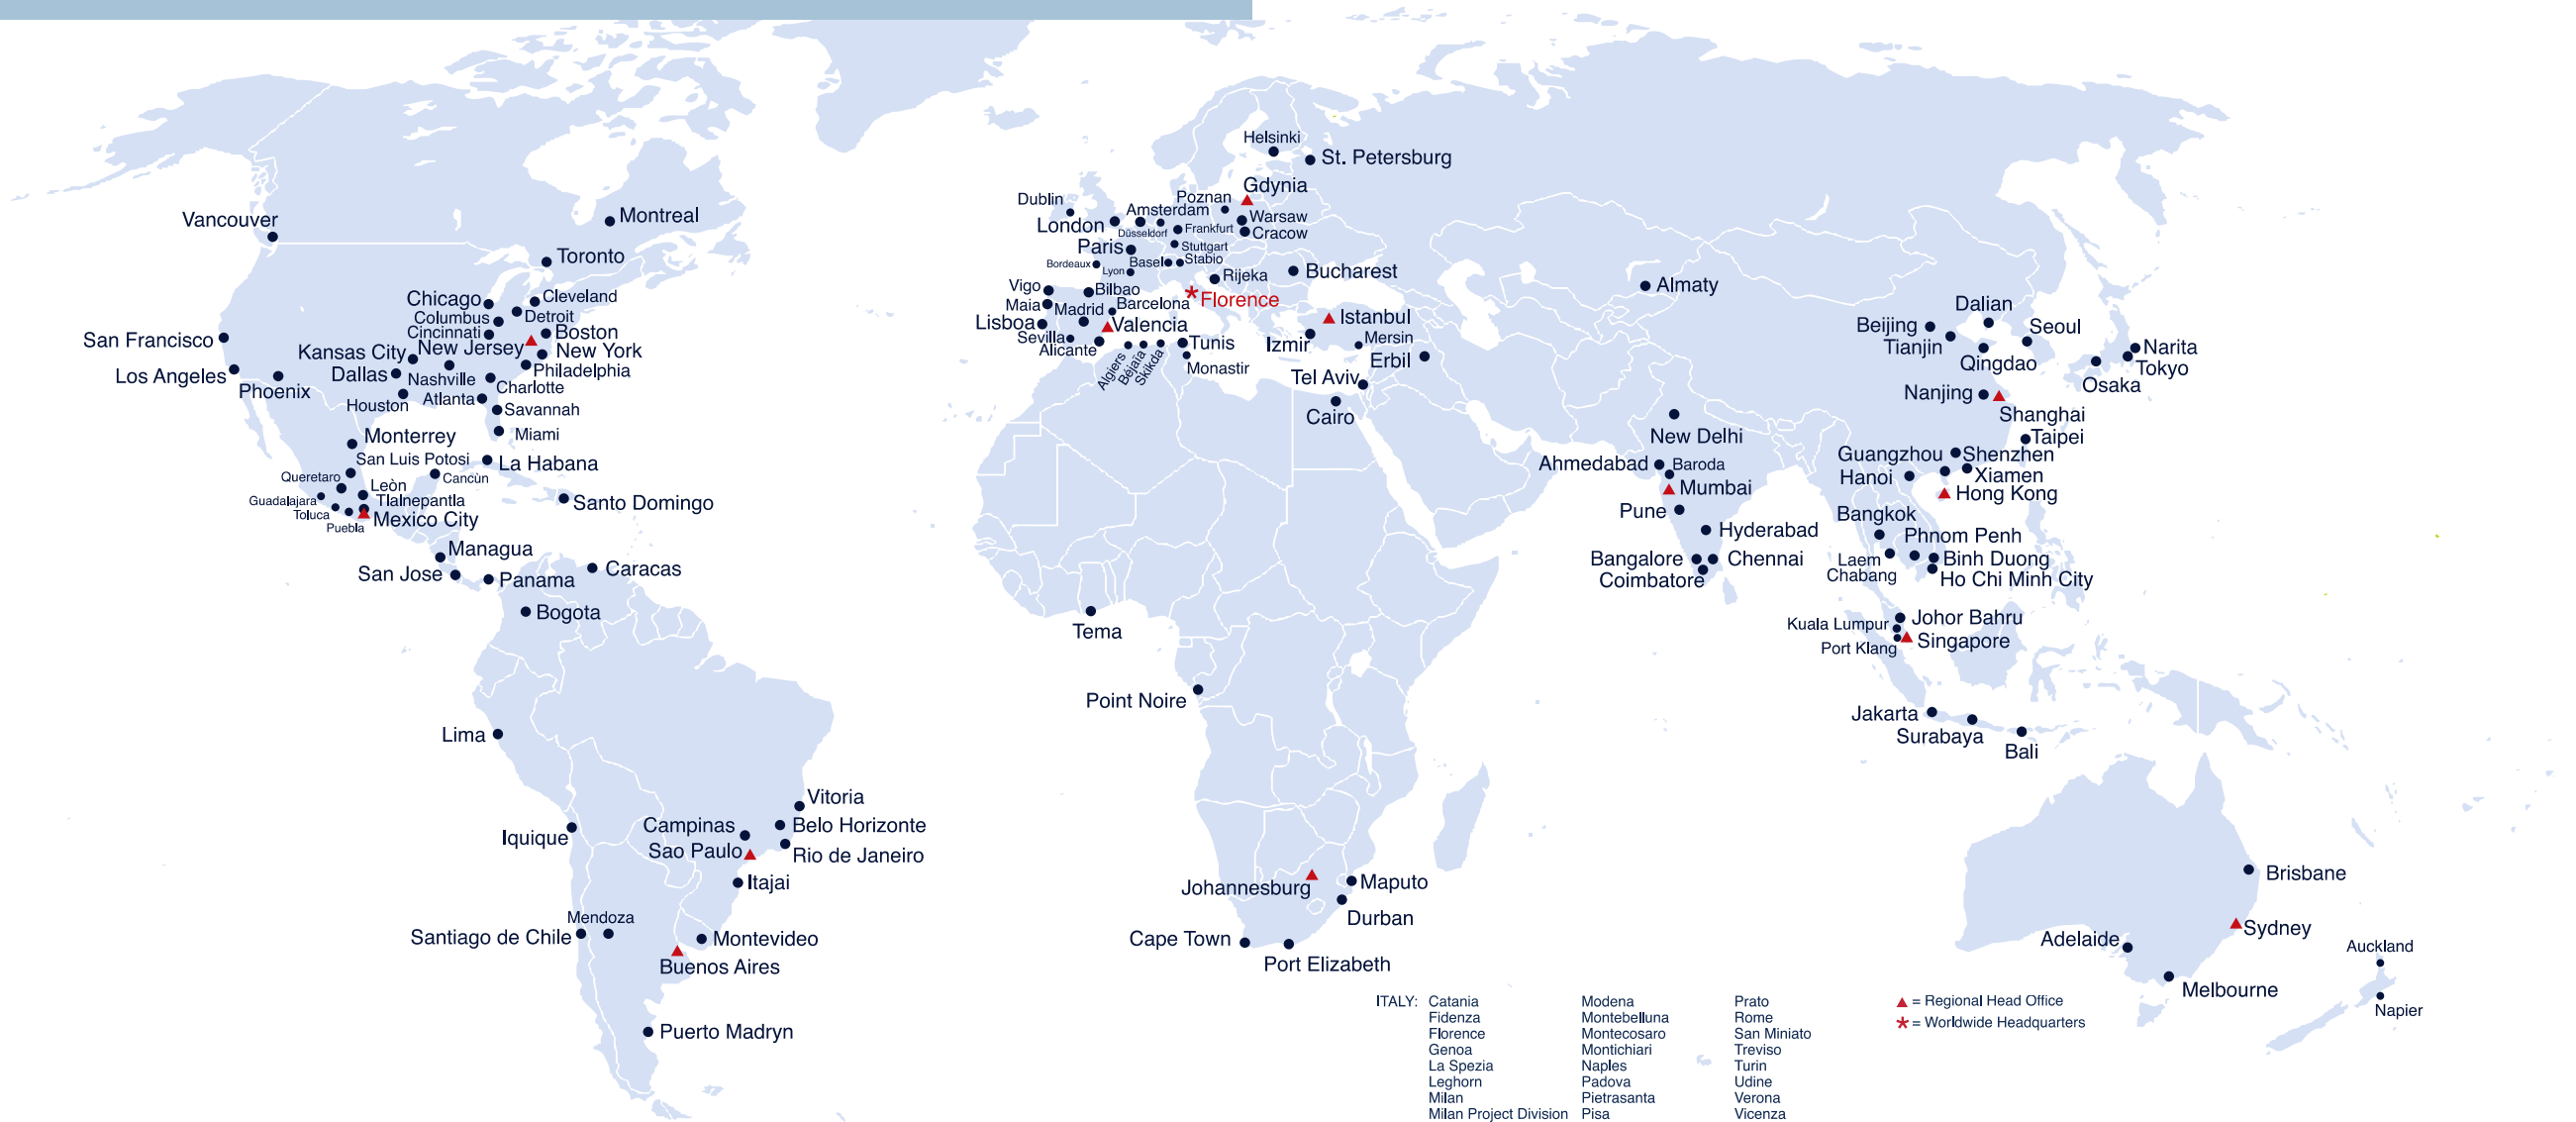 Vancouver
Montreal
Toronto
Chicago
Cleveland
Columbus
Detroit
Cincinnati
Boston
San Francisco
Kansas City
New Jersey
New York
Los Angeles
Phoenix
Dallas
Nashville
Philadelphia
Charlotte
Houston
Atlanta
Savannah
Miami
Monterrey
San Luis Potosi
La Habana
Queretaro
Cancùn
Leòn
Guadalajara
Tlalnepantla
Toluca
Mexico City
Puebla
Santo Domingo
Managua
San Jose
Panama
Caracas
Bogota
Lima
Vitoria
Campinas
Belo Horizonte
Iquique
Sao Paulo
Rio de Janeiro
Itajai
Mendoza
Santiago de Chile
Montevideo
Buenos Aires
Puerto Madryn
Helsinki
St. Petersburg
Gdynia
Dublin
Poznan
Amsterdam
Warsaw
London
Düsseldorf
Frankfurt
Cracow
Paris
Stuttgart
Bordeaux
Lyon
Basel
Stabio
Rijeka
Bucharest
Vigo
Bilbao
Florence
Maia
Madrid
Barcelona
Lisboa
Valencia
Istanbul
Sevilla
Alicante
Algiers
Béjaïa
Skikda
Tunis
Monastir
Izmir
Mersin
Erbil
Tel Aviv
Cairo
Tema
Point Noire
Johannesburg
Maputo
Durban
Cape Town
Port Elizabeth
Almaty
New Delhi
Ahmedabad
Baroda
Mumbai
Pune
Hyderabad
Bangalore
Chennai
Coimbatore
Dalian
Beijing
Seoul
Tianjin
Qingdao
Narita
Tokyo
Osaka
Nanjing
Shanghai
Taipei
Guangzhou
Shenzhen
Hanoi
Xiamen
Hong Kong
Bangkok
Phnom Penh
Laem
Chabang
Binh Duong
Ho Chi Minh City
Johor Bahru
Kuala Lumpur
Singapore
Port Klang
Jakarta
Surabaya
Bali
Brisbane
Sydney
Adelaide
Auckland
Melbourne
Napier
ITALY: Catania
Fidenza
Florence
Genoa
La Spezia
Leghorn
Milan
Milan Project Division
Modena
Montebelluna
Montecosaro
Montichiari
Naples
Padova
Pietrasanta
Pisa
Prato
Rome
San Miniato
Treviso
Turin
Udine
Verona
Vicenza
= Regional Head Office
= Worldwide Headquarters